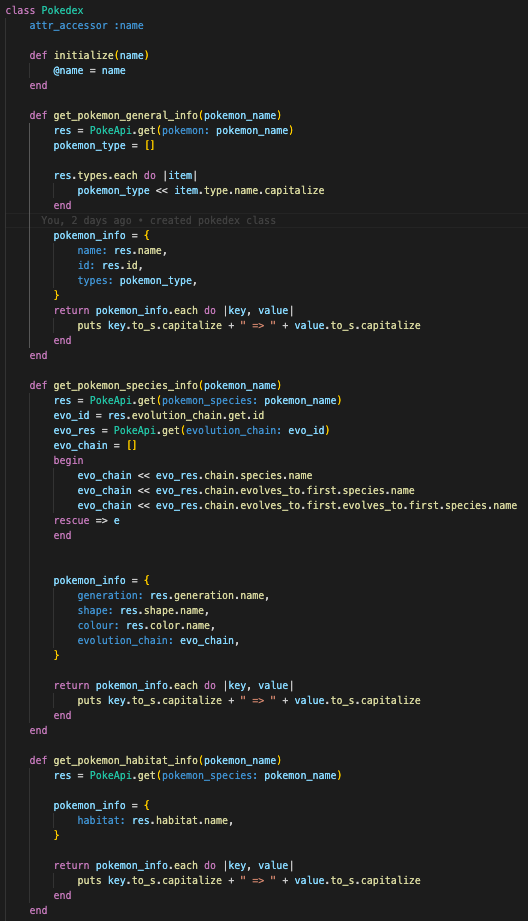 class Pokedex
    attr_accessor :name

    def initialize(name)
        @name = name
    end

    def get_pokemon_general_info(pokemon_name)
        res = PokeApi.get(pokemon: pokemon_name)
        pokemon_type = []

        res.types.each do |item|
            pokemon_type << item.type.name.capitalize
        end
      You, 2 days ago • created pokedex class
        pokemon_info = {
            name: res.name,
            id: res.id,
            types: pokemon_type,
        }
        return pokemon_info.each do |key, value|
            puts key.to_s.capitalize + " => " + value.to_s.capitalize
        end
    end

    def get_pokemon_species_info(pokemon_name)
        res = PokeApi.get(pokemon_species: pokemon_name)
        evo_id = res.evolution_chain.get.id
        evo_res = PokeApi.get(evolution_chain: evo_id)
        evo_chain = []
        begin
            evo_chain << evo_res.chain.species.name
            evo_chain << evo_res.chain.evolves_to.first.species.name
            evo_chain << evo_res.chain.evolves_to.first.evolves_to.first.species.name
        rescue => e
        end


        pokemon_info = {
            generation: res.generation.name,
            shape: res.shape.name,
            colour: res.color.name,
            evolution_chain: evo_chain,
        }

        return pokemon_info.each do |key, value|
            puts key.to_s.capitalize + " => " + value.to_s.capitalize
        end
    end

    def get_pokemon_habitat_info(pokemon_name)
        res = PokeApi.get(pokemon_species: pokemon_name)

        pokemon_info = {
            habitat: res.habitat.name,
        }

        return pokemon_info.each do |key, value|
            puts key.to_s.capitalize + " => " + value.to_s.capitalize
        end
    end